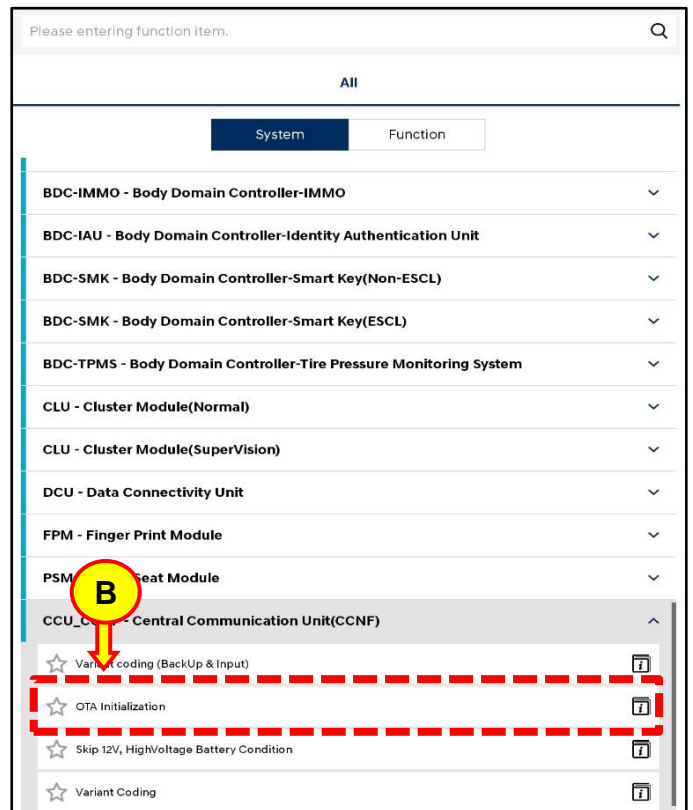 Please entering function item.
All
System Function
BDC-IMMO - Body Domain Controller-IMMO
BDC-IAU - Body Domain Controller-Identity Authentication Unit
BDC-SMK - Body Domain Controller-Smart Key(Non-ESCL)
BDC-SMK - Body Domain Controller-Smart Key(ESCL)
BDC-TPMS - Body Domain Controller-Tire Pressure Monitoring System
CLU - Cluster Module(Normal)
CLU - Cluster Module(SuperVision)
DCU - Data Connectivity Unit
FPM - Finger Print Module
PSM Seat Module
B
- Central Communication Unit(CCNF)
coding (BackUp & Input)
OTA Initialization
Skip 12V, HighVoltage Battery Condition
Variant Coding